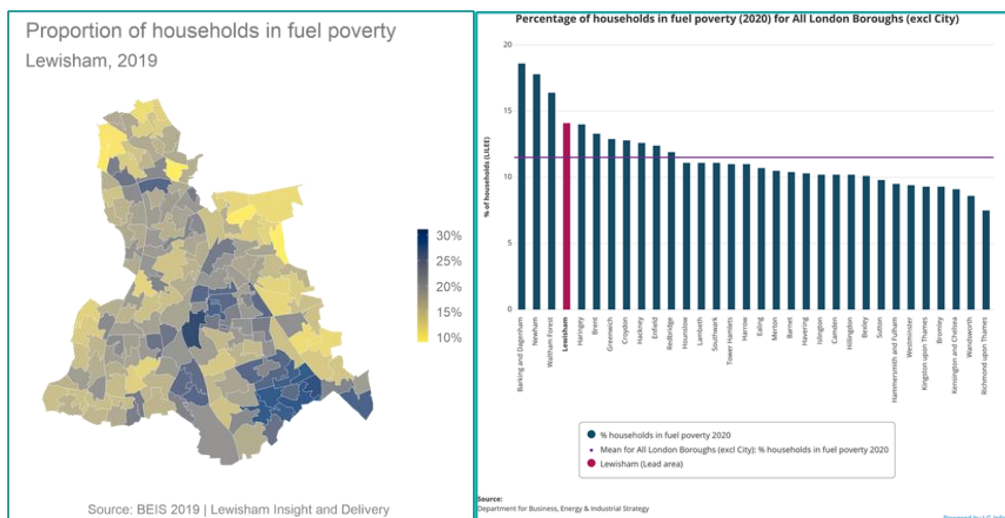 Proportion of households in fuel poverty
Lewisham, 2019
30%
25%
20%
15%
10%
Source: BEIS 2019 | Lewisham Insight and Delivery
Percentage of households in fuel poverty (2020) for All London Boroughs (excl City)
% of households (LILEE)
20
15
10
5
0
Barking and Dagenham
Newham
Waltham Forest
Lewisham
Haringey
Brent
Greenwich
Croydon
Hackney
Enfield
Redbridge
Hounslow
Lambeth
Southwark
Tower Hamlets
Harrow
Ealing
Merton
Barnet
Havering
Islington
Camden
Hillingdon
Bexley
Sutton
Hammersmith and Fulham
Westminster
Kingston upon Thames
Bromley
Kensington and Chelsea
Wandsworth
Richmond upon Thames
% households in fuel poverty 2020
Mean for All London Boroughs (excl City): % households in fuel poverty 2020
Lewisham (Lead area)
Source:
Department for Business, Energy & Industrial Strategy